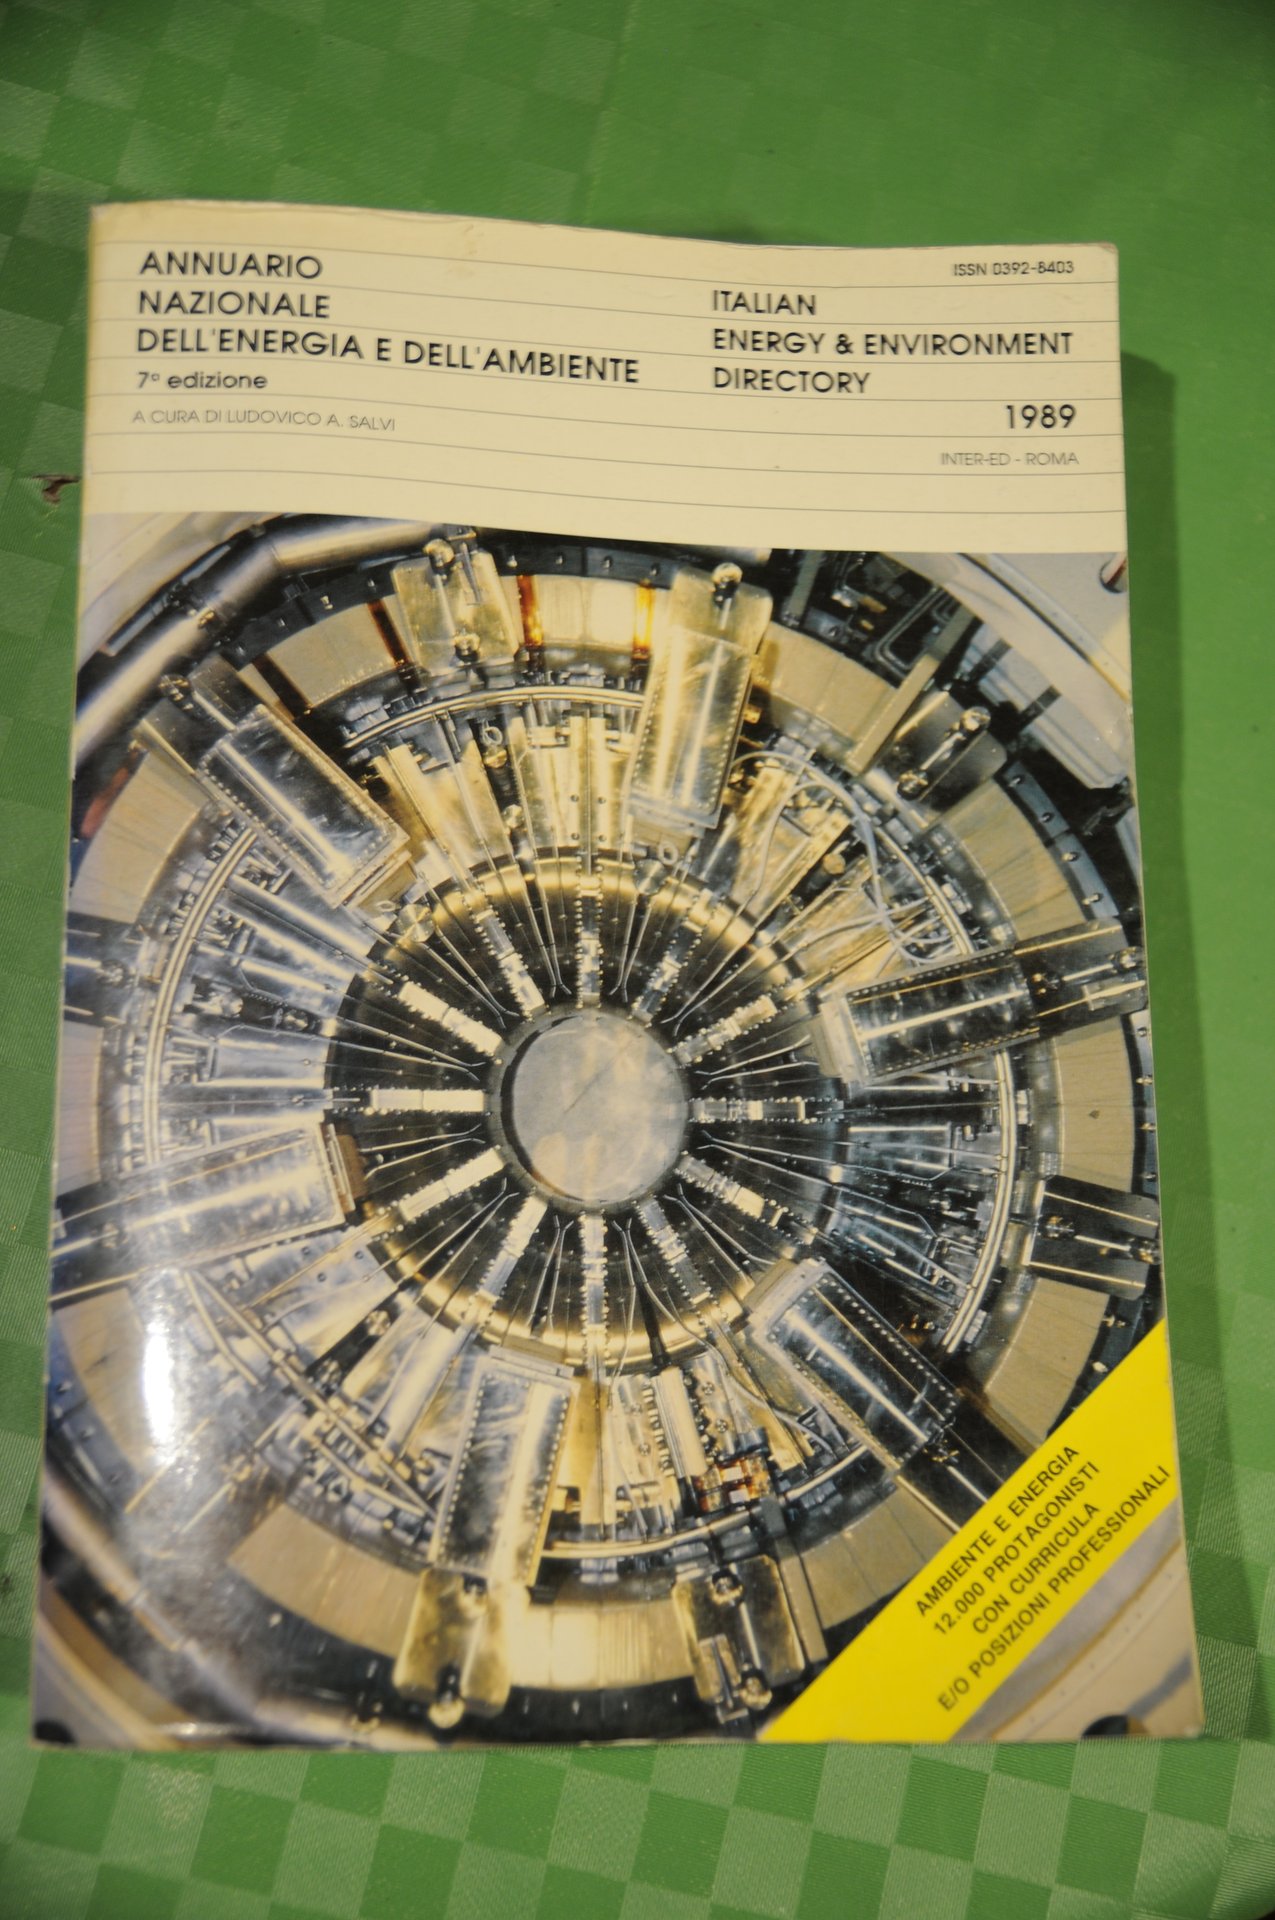 ANNUARIO
NAZIONALE
DELL'ENERGIA E DELL'AMBIENTE
7ª edizione
A CURA DI LUDOVICO A. SALVI
ISSN 0392-8403
ITALIAN
ENERGY & ENVIRONMENT
DIRECTORY
1989
INTER-ED - ROMA
AMBIENTE E ENERGIA
12.000 PROTAGONISTI
CON CURRICULA
E/O POSIZIONI PROFESSIONALI